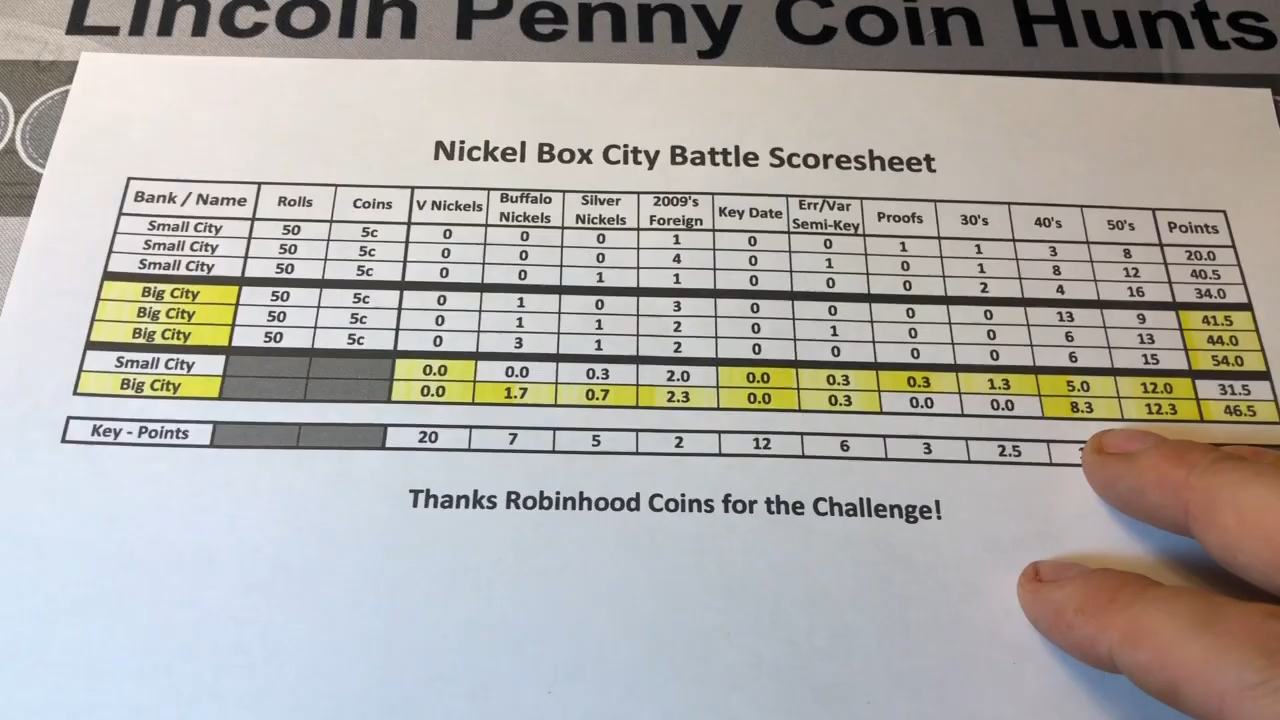 Lincoln Penny Coin Hunts
Nickel Box City Battle Scoresheet
Bank / Name Rolls Coins V Nickels Buffalo Nickels Silver Nickels 2009's Foreign Key Date Err/Var Semi-Key Proofs 30's 40's 50's Points
Small City 50 5c 0 0 0 1 0 0 1 1 3 8 20.0
Small City 50 5c 0 0 0 4 0 1 0 1 8 12 40.5
Small City 50 5c 0 0 1 1 0 0 0 2 4 16 34.0
Big City 50 5c 0 1 0 3 0 0 0 0 13 9 41.5
Big City 50 5c 0 1 1 2 0 1 0 0 6 13 44.0
Big City 50 5c 0 3 1 2 0 0 0 0 6 15 54.0
Small City 0.0 0.0 0.3 2.0 0.0 0.3 0.3 1.3 5.0 12.0 31.5
Big City 0.0 1.7 0.7 2.3 0.0 0.3 0.0 0.0 8.3 12.3 46.5
Key - Points 20 7 5 2 12 6 3 2.5
Thanks Robinhood Coins for the Challenge!